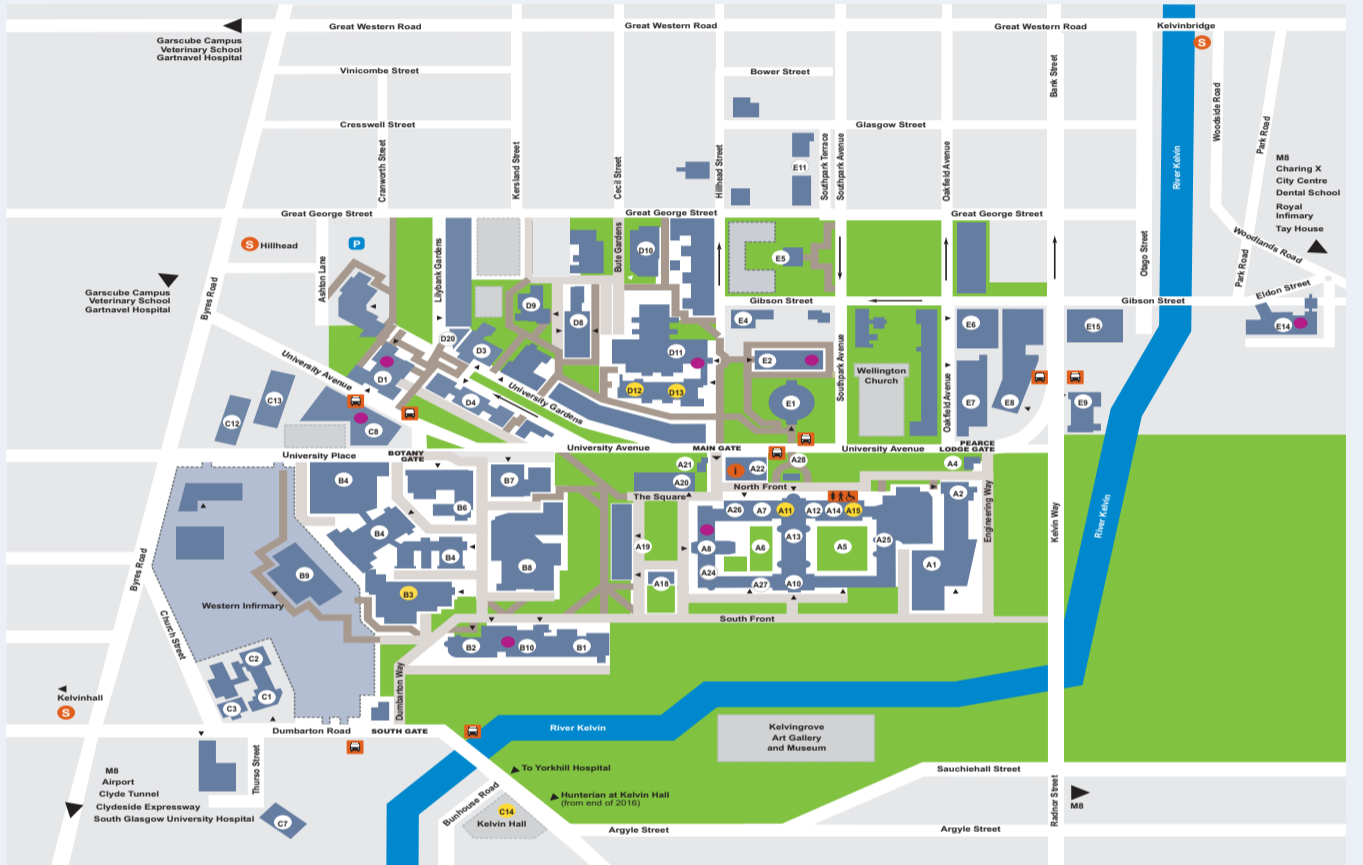 Great Western Road
Great Western Road
Great Western Road
Kelvinbridge
S
Garscube Campus
Veterinary School
Gartnavel Hospital
Vinicombe Street
Bower Street
Bank Street
Woodside Road
Cresswell Street
Glasgow Street
Park Road
Cranworth Street
Kersland Street
Cecil Street
Hillhead Street
E11
Southpark Terrace
Southpark Avenue
Oakfield Avenue
River Kelvin
M8
Charing X
City Centre
Dental School
Royal
Infimary
Tay House
Great George Street
Great George Street
Great George Street
S Hillhead
P
Ashton Lane
Lilybank Gardens
Bute Gardens
D10
E5
Otago Street
Woodlands Road
Park Road
Eldon Street
Garscube Campus
Veterinary School
Gartnavel Hospital
Byres Road
D9
D8
Gibson Street
Gibson Street
E4
E6
E15
E14
D20
D3
D11
E2
Southpark Avenue
Wellington
Church
University Avenue
D1
D12
D13
University Gardens
D4
E1
Oakfield Avenue
E7
E8
E9
C13
C12
C8
University Place
BOTANY
GATE
University Avenue
MAIN GATE
University Avenue
PEARCE
LODGE GATE
B4
B7
A21
A20
i
A22
A28
A4
North Front
The Square
A2
B6
A26
A7
A11
A12
A14
A15
Engineering Way
Kelvin Way
River Kelvin
B4
B4
B8
A19
A8
A6
A13
A5
A25
A24
A1
A18
A27
A10
Byres Road
B9
B3
Western Infirmary
South Front
Church Street
B2
B10
B1
C2
C1
C3
Dumbarton Way
Kelvinhall
S
Dumbarton Road
SOUTH GATE
River Kelvin
Kelvingrove
Art Gallery
and Museum
Thurso Street
To Yorkhill Hospital
Sauchiehall Street
M8
Airport
Clyde Tunnel
Clydeside Expressway
South Glasgow University Hospital
C7
Bunhouse Road
Hunterian at Kelvin Hall
(from end of 2016)
C14
Kelvin Hall
Argyle Street
Argyle Street
Radnor Street
M8